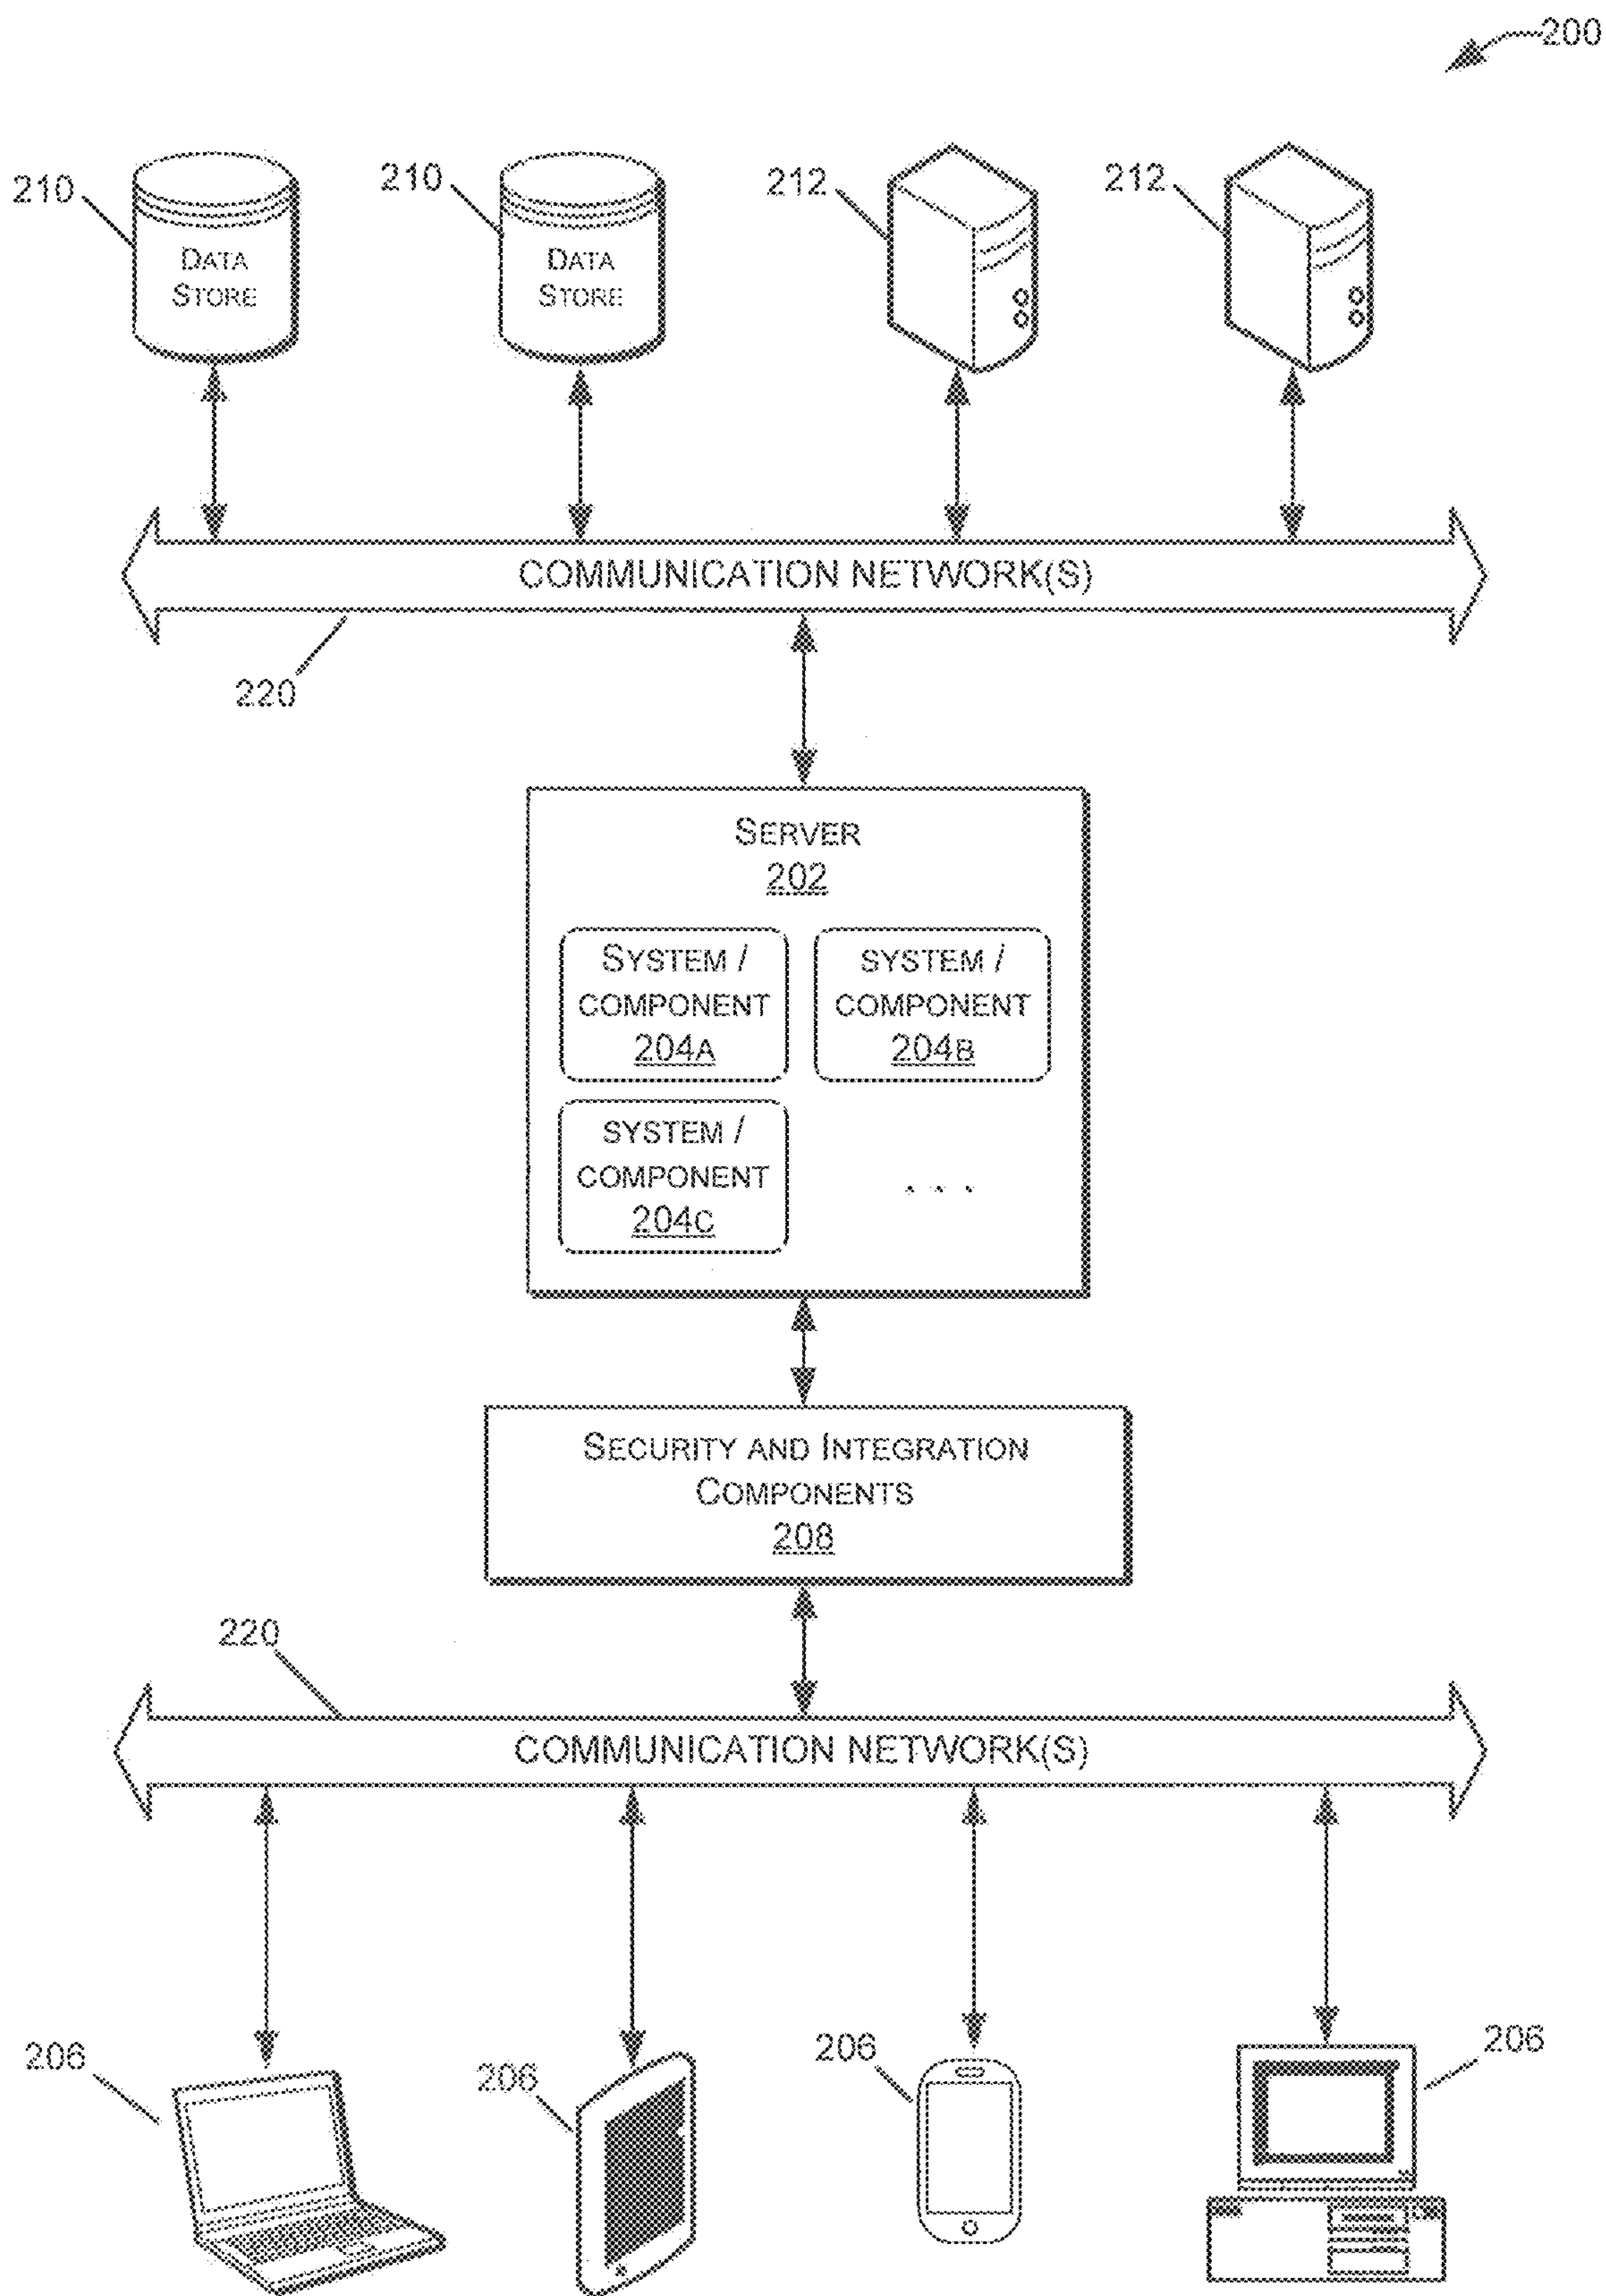 200
210
210
212
212
DATA
STORE
DATA
STORE
COMMUNICATION NETWORK(S)
220
SERVER
202
SYSTEM /
COMPONENT
204A
SYSTEM /
COMPONENT
204B
SYSTEM /
COMPONENT
204C
. . .
SECURITY AND INTEGRATION
COMPONENTS
208
220
COMMUNICATION NETWORK(S)
206
206
206
206